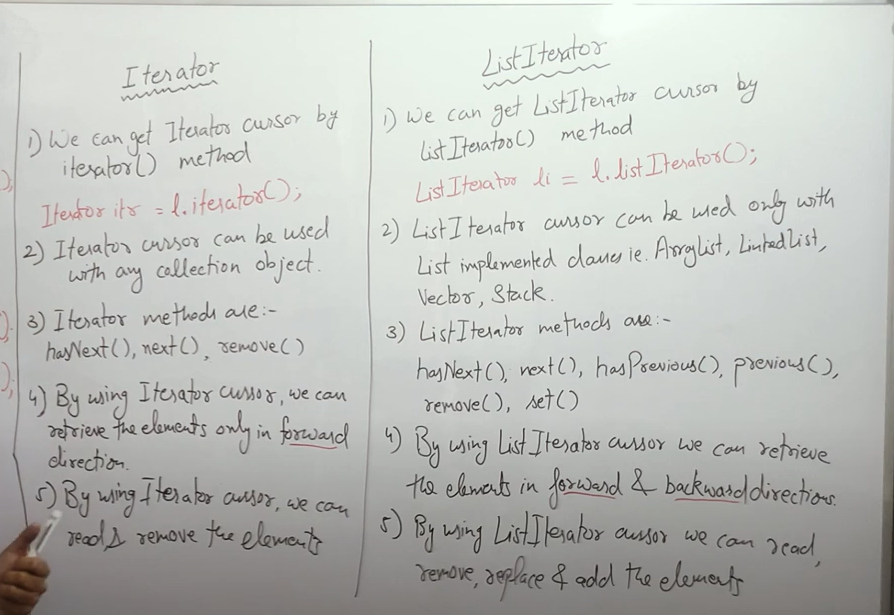 Iterator
1) We can get Iterator cursor by
iterator() method
Iterator itr = l.iterator();
2) Iterator cursor can be used
with any collection object.
3) Iterator methods are:-
hasNext(), next(), remove()
4) By using Iterator cursor, we can
retrieve the elements only in forward
direction.
5) By using Iterator cursor, we can
read & remove the elements
ListIterator
1) We can get ListIterator cursor by
ListIterator() method
ListIterator li = l.listIterator();
2) ListIterator cursor can be used only with
List implemented classes ie. ArrayList, LinkedList,
Vector, Stack.
3) ListIterator methods are:-
hasNext(), next(), hasPrevious(), previous(),
remove(), set()
4) By using ListIterator cursor we can retrieve
the elements in forward & backward directions.
5) By using ListIterator cursor we can read,
remove, replace & add the elements
);
);
);